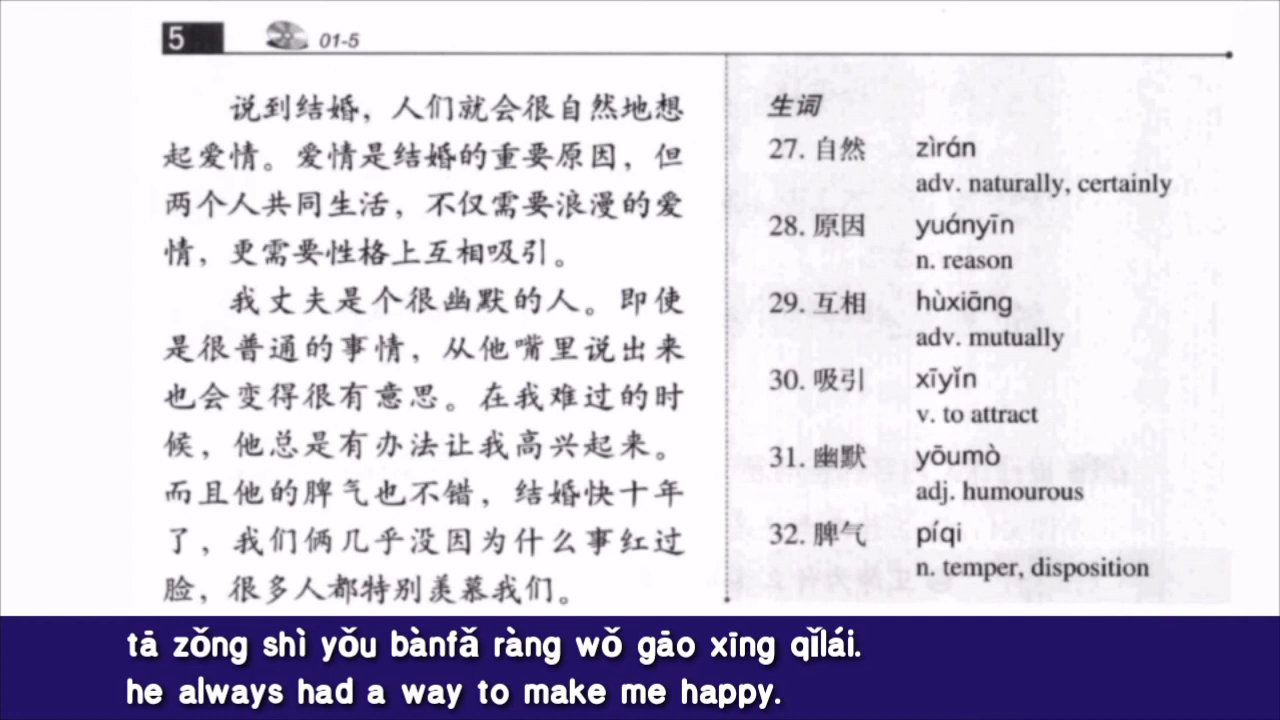 5 01-5
说到结婚，人们就会很自然地想
起爱情。爱情是结婚的重要原因，但
两个人共同生活，不仅需要浪漫的爱
情，更需要性格上互相吸引。
我丈夫是个很幽默的人。即使
是很普通的事情，从他嘴里说出来
也会变得很有意思。在我难过的时
候，他总是有办法让我高兴起来。
而且他的脾气也不错，结婚快十年
了，我们俩几乎没因为什么事红过
脸，很多人都特别羡慕我们。
生词
27. 自然 zìrán
adv. naturally, certainly
28. 原因 yuányīn
n. reason
29. 互相 hùxiāng
adv. mutually
30. 吸引 xīyǐn
v. to attract
31. 幽默 yōumò
adj. humourous
32. 脾气 píqi
n. temper, disposition
tā zǒng shì yǒu bànfǎ ràng wǒ gāo xīng qǐlái.
he always had a way to make me happy.